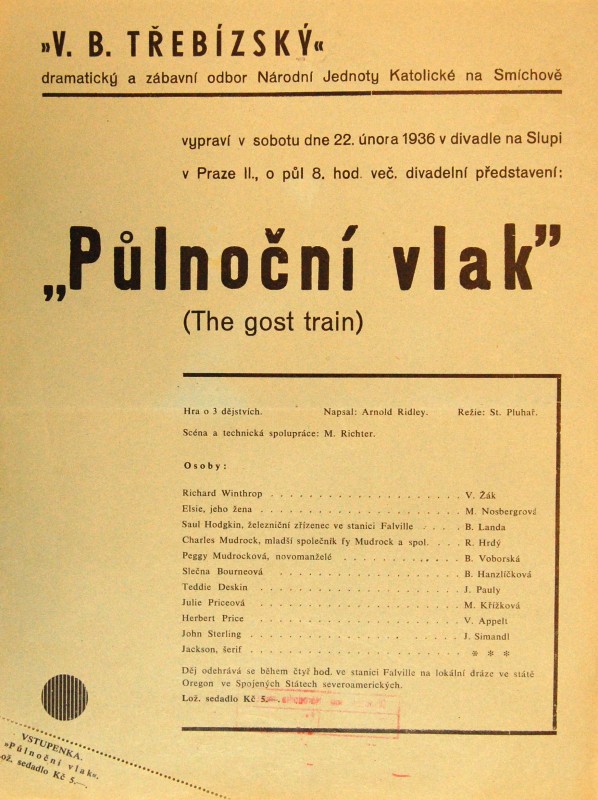 »V. B. TŘEBÍZSKÝ«
dramatický a zábavní odbor Národní Jednoty Katolické na Smíchově
vypraví v sobotu dne 22. února 1936 v divadle na Slupi
v Praze II., o půl 8. hod. več. divadelní představení:
„Půlnoční vlak”
(The gost train)
Hra o 3 dějstvích. Napsal: Arnold Ridley. Režie: St. Pluhař.
Scéna a technická spolupráce: M. Richter.
Osoby:
Richard Winthrop . . . . . . . . . . . . . . . . V. Žák
Elsie, jeho žena . . . . . . . . . . . . . . . . M. Nosbergrová
Saul Hodgkin, železniční zřízenec ve stanici Falville . . . . B. Landa
Charles Mudrock, mladší společník fy Mudrock a spol. . . . R. Hrdý
Peggy Mudrocková, novomanželé . . . . . . . . . . B. Voborská
Slečna Bourneová . . . . . . . . . . . . . . . . B. Hanzlíčková
Teddie Deskin . . . . . . . . . . . . . . . . . J. Pauly
Julie Priceová . . . . . . . . . . . . . . . . . M. Křížková
Herbert Price . . . . . . . . . . . . . . . . . V. Appelt
John Sterling . . . . . . . . . . . . . . . . . J. Šimandl
Jackson, šerif . . . . . . . . . . . . . . . . . * * *
Děj odehrává se během čtyř hod. ve stanici Falville na lokální dráze ve státě
Oregon ve Spojených Státech severoamerických.
Lož. sedadlo Kč 5.—.
VSTUPENKA.
»Půlnoční vlak«.
Lož. sedadlo Kč 5.—.